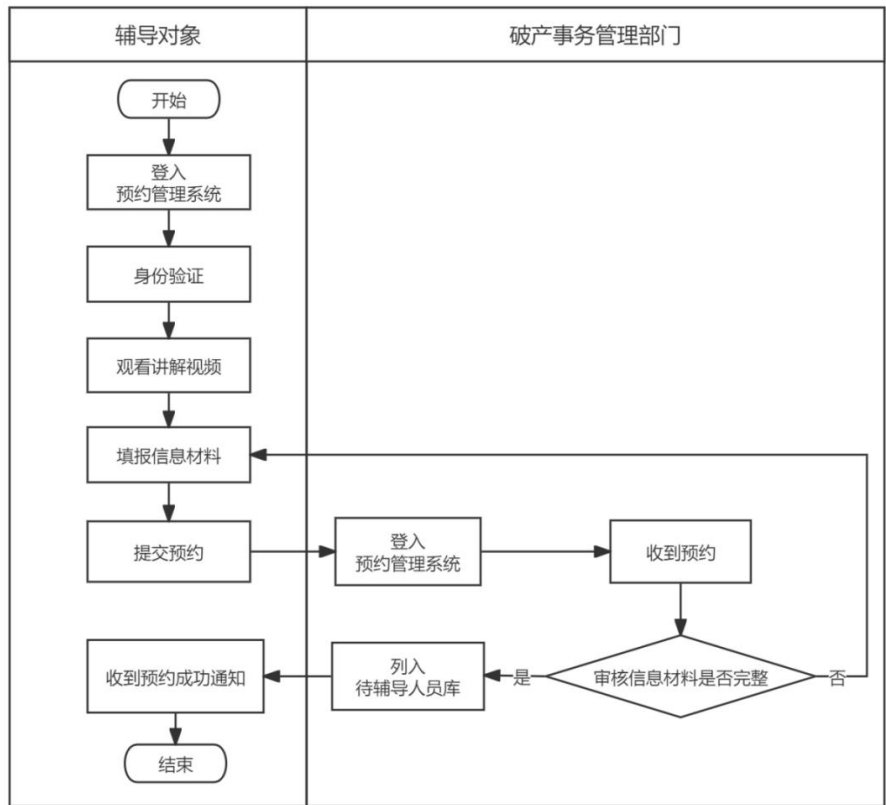 辅导对象
破产事务管理部门
开始
登入
预约管理系统
身份验证
观看讲解视频
填报信息材料
提交预约
登入
预约管理系统
收到预约
审核信息材料是否完整
否
是
列入
待辅导人员库
收到预约成功通知
结束